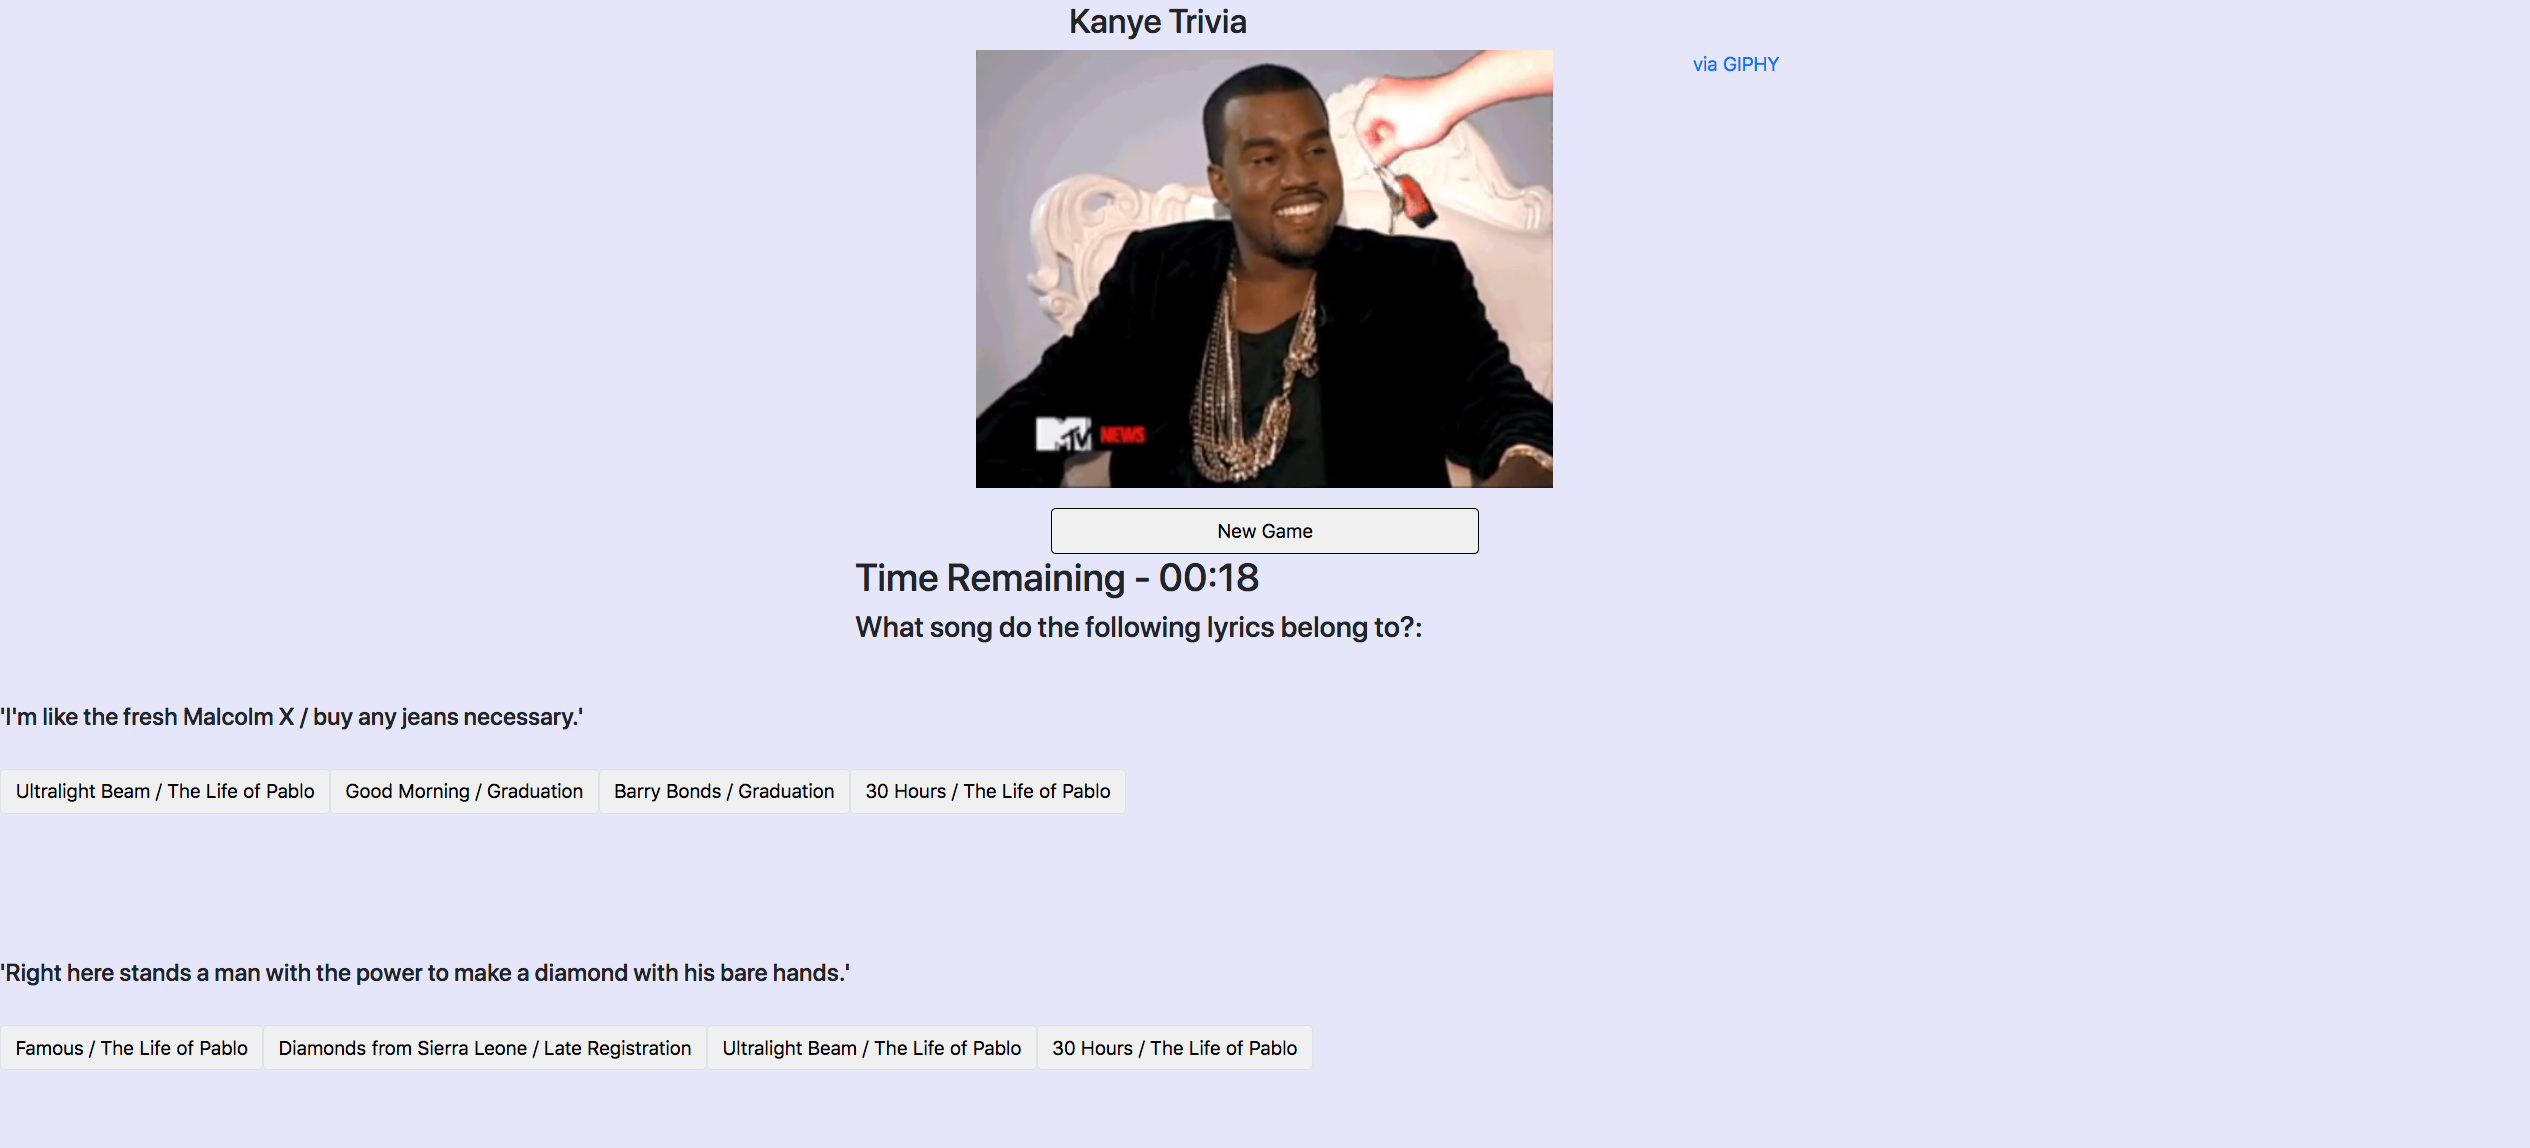 Kanye Trivia
via GIPHY
MTV NEWS
New Game
Time Remaining - 00:18
What song do the following lyrics belong to?:
'I'm like the fresh Malcolm X / buy any jeans necessary.'
Ultralight Beam / The Life of Pablo Good Morning / Graduation Barry Bonds / Graduation 30 Hours / The Life of Pablo
'Right here stands a man with the power to make a diamond with his bare hands.'
Famous / The Life of Pablo Diamonds from Sierra Leone / Late Registration Ultralight Beam / The Life of Pablo 30 Hours / The Life of Pablo